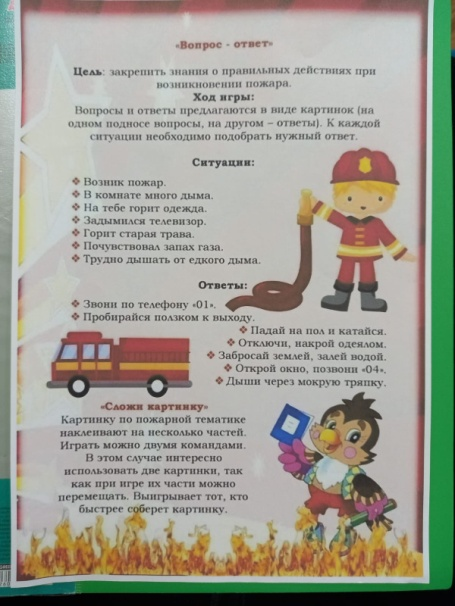 «Вопрос - ответ»
Цель: закрепить знания о правильных действиях при
возникновении пожара.
Ход игры:
Вопросы и ответы предлагаются в виде картинок (на
одном подносе вопросы, на другом – ответы). К каждой
ситуации необходимо подобрать нужный ответ.
Ситуации:
❖ Возник пожар.
❖ В комнате много дыма.
❖ На тебе горит одежда.
❖ Задымился телевизор.
❖ Горит старая трава.
❖ Почувствовал запах газа.
❖ Трудно дышать от едкого дыма.
Ответы:
❖ Звони по телефону «01».
❖ Пробирайся ползком к выходу.
❖ Падай на пол и катайся.
❖ Отключи, накрой одеялом.
❖ Забросай землей, залей водой.
❖ Открой окно, позвони «04».
❖ Дыши через мокрую тряпку.
«Сложи картинку»
Картинку по пожарной тематике
наклеивают на несколько частей.
Играть можно двумя командами.
В этом случае интересно
использовать две картинки, так
как при игре их части можно
перемещать. Выигрывает тот, кто
быстрее соберет картинку.